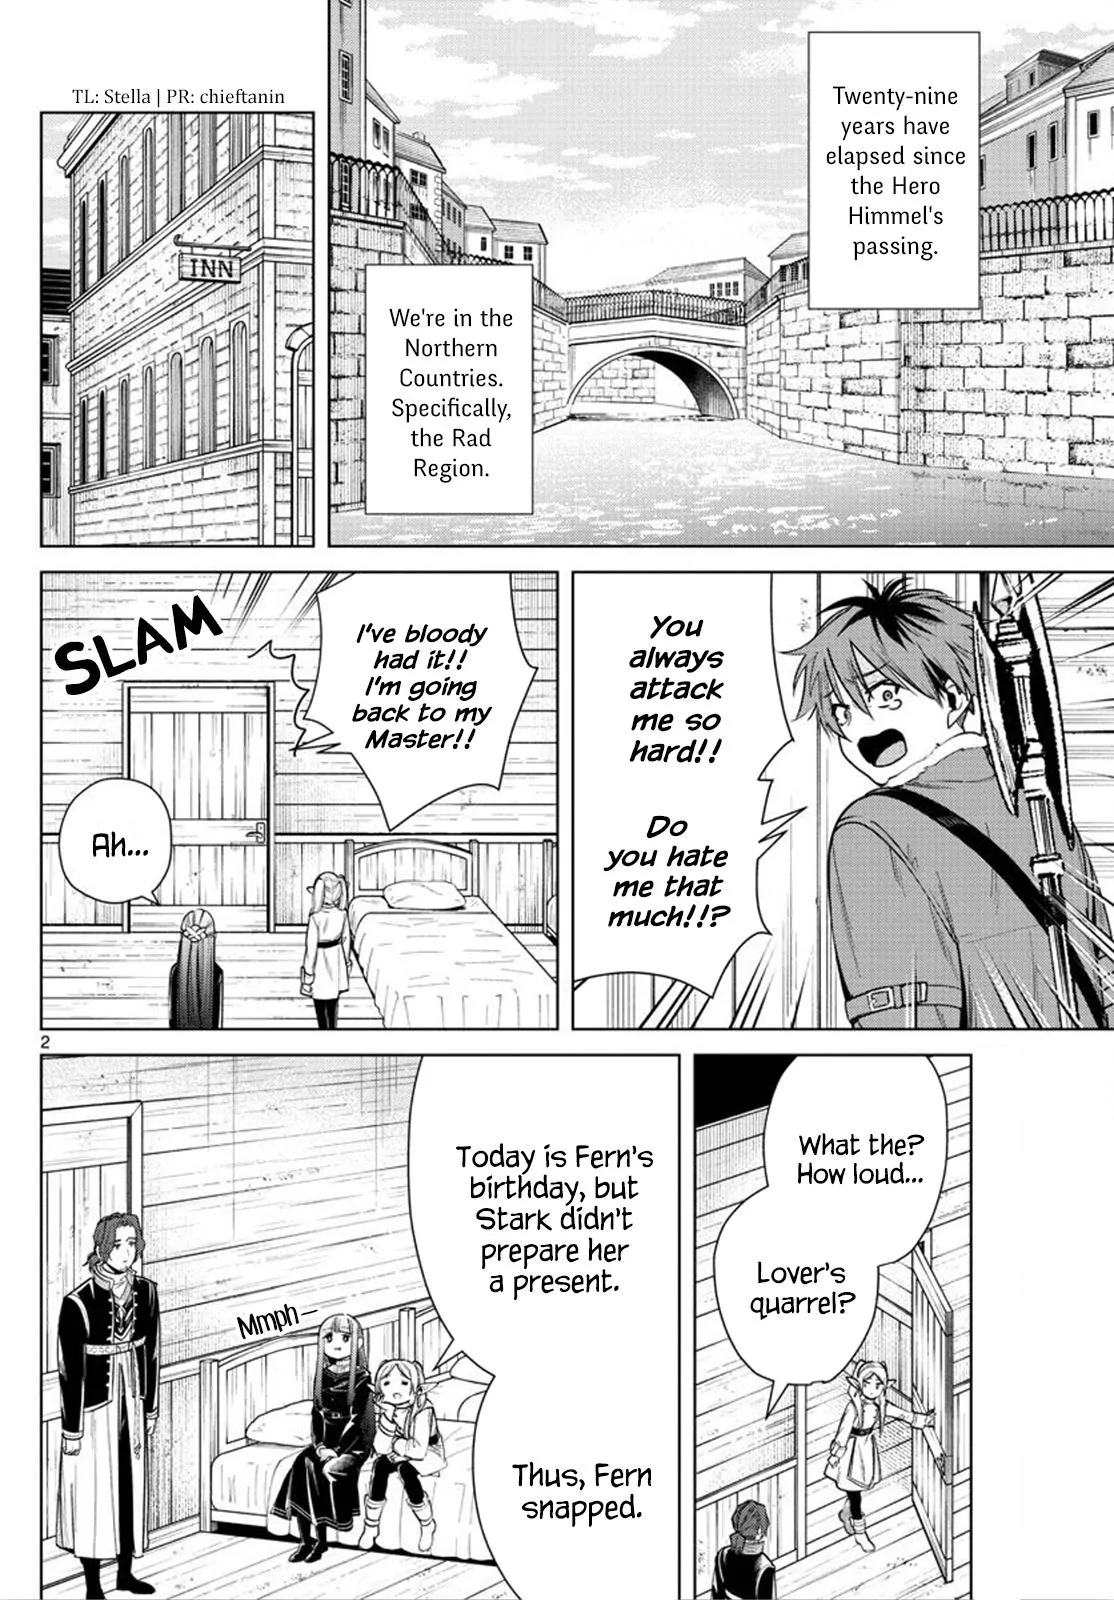 Twenty-nine
years have
elapsed since
the Hero
Himmel's
passing.
We're in the
Northern
Countries.
Specifically,
the Rad
Region.
TL: Stella | PR: chieftanin
INN
You
always
attack
me so
hard!!
Do
you hate
me that
much!!?
I've bloody
had it!!
I'm going
back to my
Master!!
SLAM
Ah...
2
What the?
How loud...
Lover's
quarrel?
Today is Fern's
birthday, but
Stark didn't
prepare her
a present.
Mmph—
Thus, Fern
snapped.